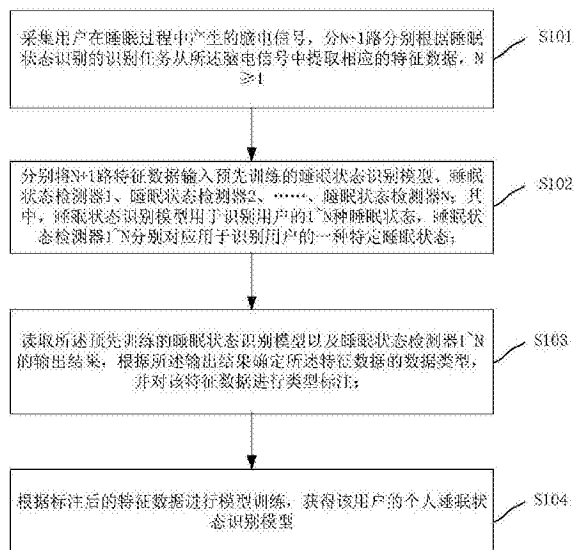 采集用户在睡眠过程中产生的脑电信号，分N+1路分别根据睡眠
状态识别的识别任务从所述脑电信号中提取相应的特征数据，N
≥1
S101
分别将N+1路特征数据输入预先训练的睡眠状态识别模型、睡眠
状态检测器1、睡眠状态检测器2、……、睡眠状态检测器N；其
中，睡眠状态识别模型用于识别用户的1~N种睡眠状态，睡眠状
态检测器1~N分别对应用于识别用户的一种特定睡眠状态；
S102
读取所述预先训练的睡眠状态识别模型以及睡眠状态检测器1~N
的输出结果，根据所述输出结果确定所述特征数据的数据类型，
并对该特征数据进行类型标注；
S103
根据标注后的特征数据进行模型训练，获得该用户的个人睡眠状
态识别模型
S104